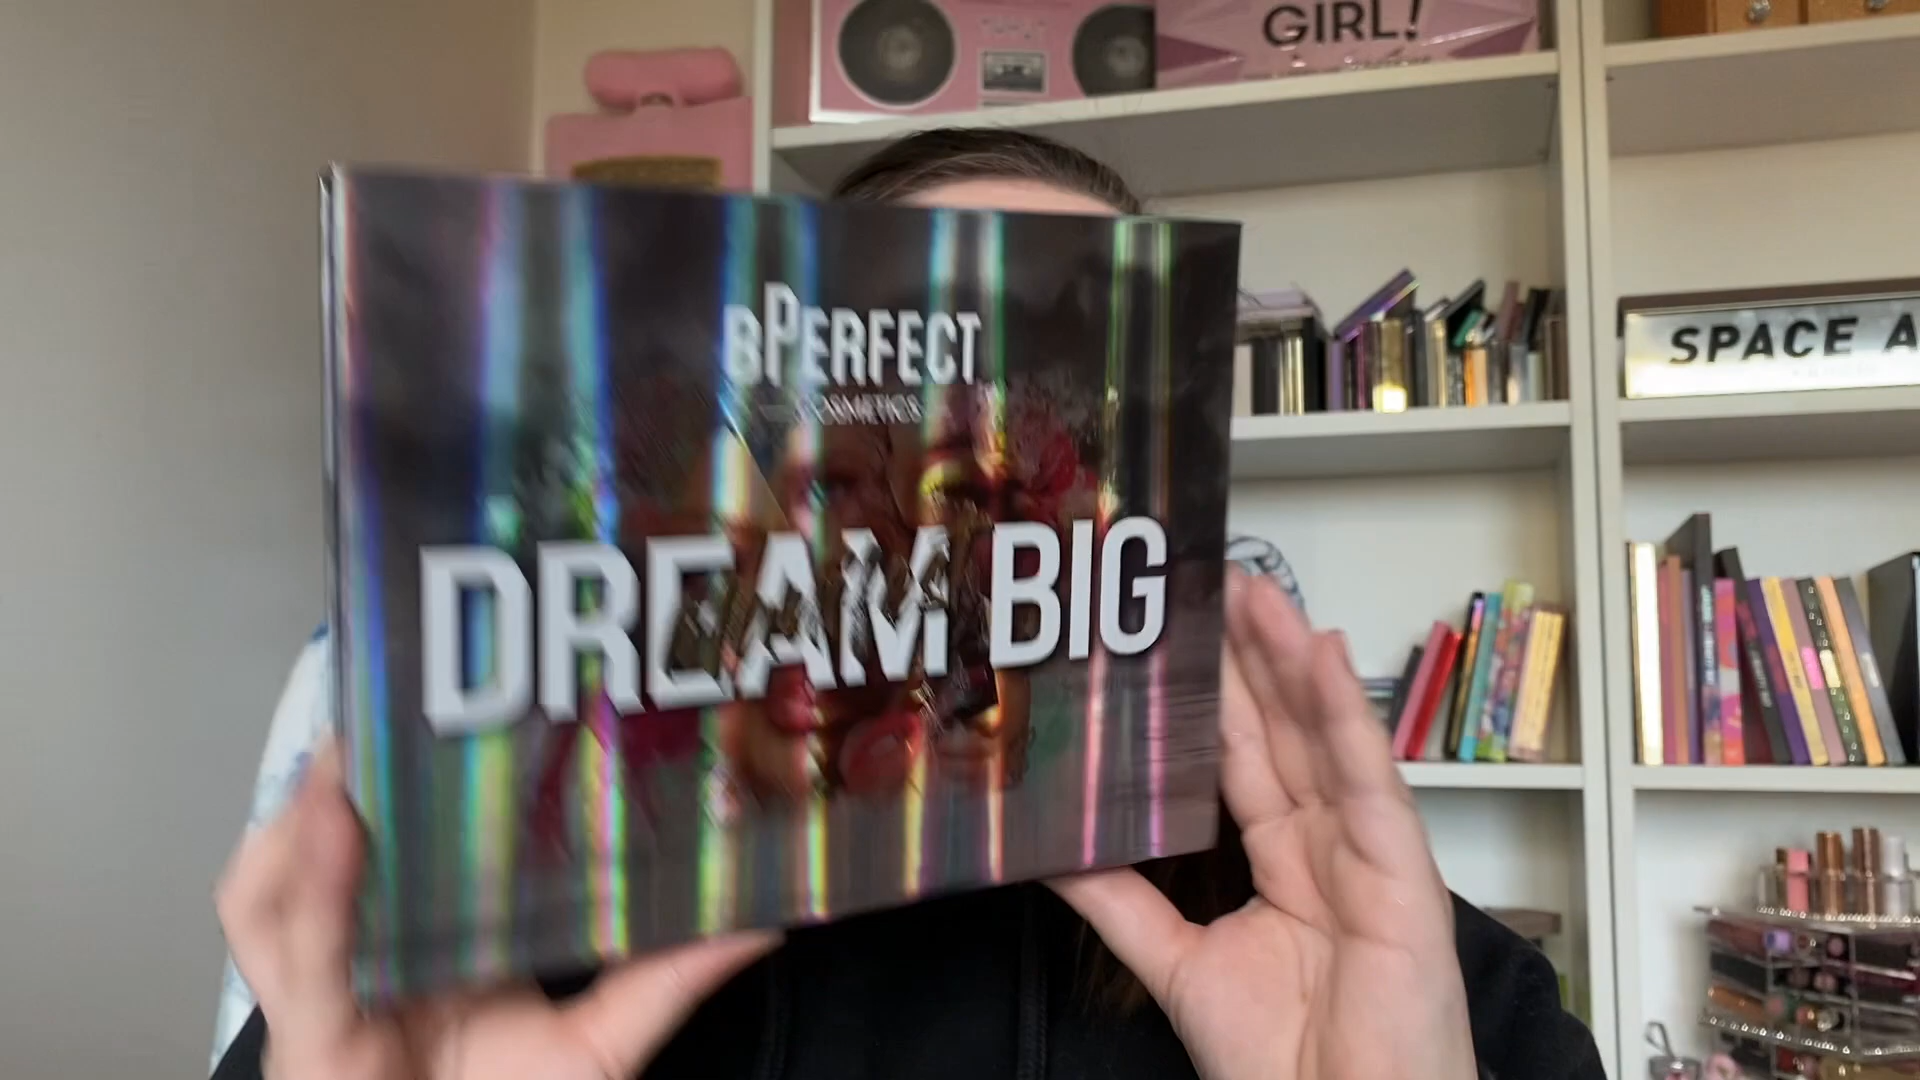 GIRL!
SPACE A
BPERFECT
COSMETICS
DREAM BIG